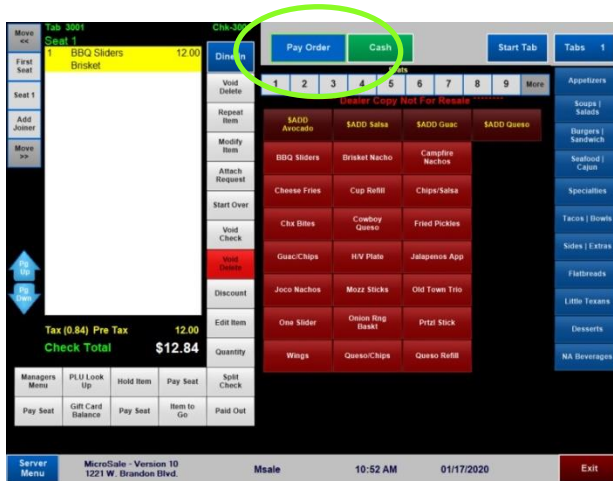 Move
<<
Tab 3001
Chk-300
Seat 1
1 BBQ Sliders 12.00
Brisket
First
Seat
Seat 1
Add
Joiner
Move
>>
Pg
Up
Pg
Dwn
Tax (0.84) Pre Tax 12.00
Check Total $12.84
Dine In
Void
Delete
Repeat
Item
Modify
Item
Attach
Request
Start Over
Void
Check
Void
Delete
Discount
Edit Item
Quantity
Managers
Menu
PLU Look
Up
Hold Item
Pay Seat
Split
Check
Pay Seat
Gift Card
Balance
Pay Seat
Item to
Go
Paid Out
Pay Order
Cash
Start Tab
Tabs 1
1 2 3 4 5 6 7 8 9 More
Dealer Copy Not For Resale
$ADD
Avocado
$ADD Salsa
$ADD Guac
$ADD Queso
BBQ Sliders
Brisket Nacho
Campfire
Nachos
Cheese Fries
Cup Refill
Chips/Salsa
Chx Bites
Cowboy
Queso
Fried Pickles
Guac/Chips
H/V Plate
Jalapenos App
Joco Nachos
Mozz Sticks
Old Town Trio
One Slider
Onion Rng
Baskt
Prtzl Stick
Wings
Queso/Chips
Queso Refill
Appetizers
Soups |
Salads
Burgers |
Sandwich
Seafood |
Cajun
Specialties
Tacos | Bowls
Sides | Extras
Flatbreads
Little Texans
Desserts
NA Beverages
Server
Menu
MicroSale - Version 10
1221 W. Brandon Blvd.
Msale
10:52 AM
01/17/2020
Exit